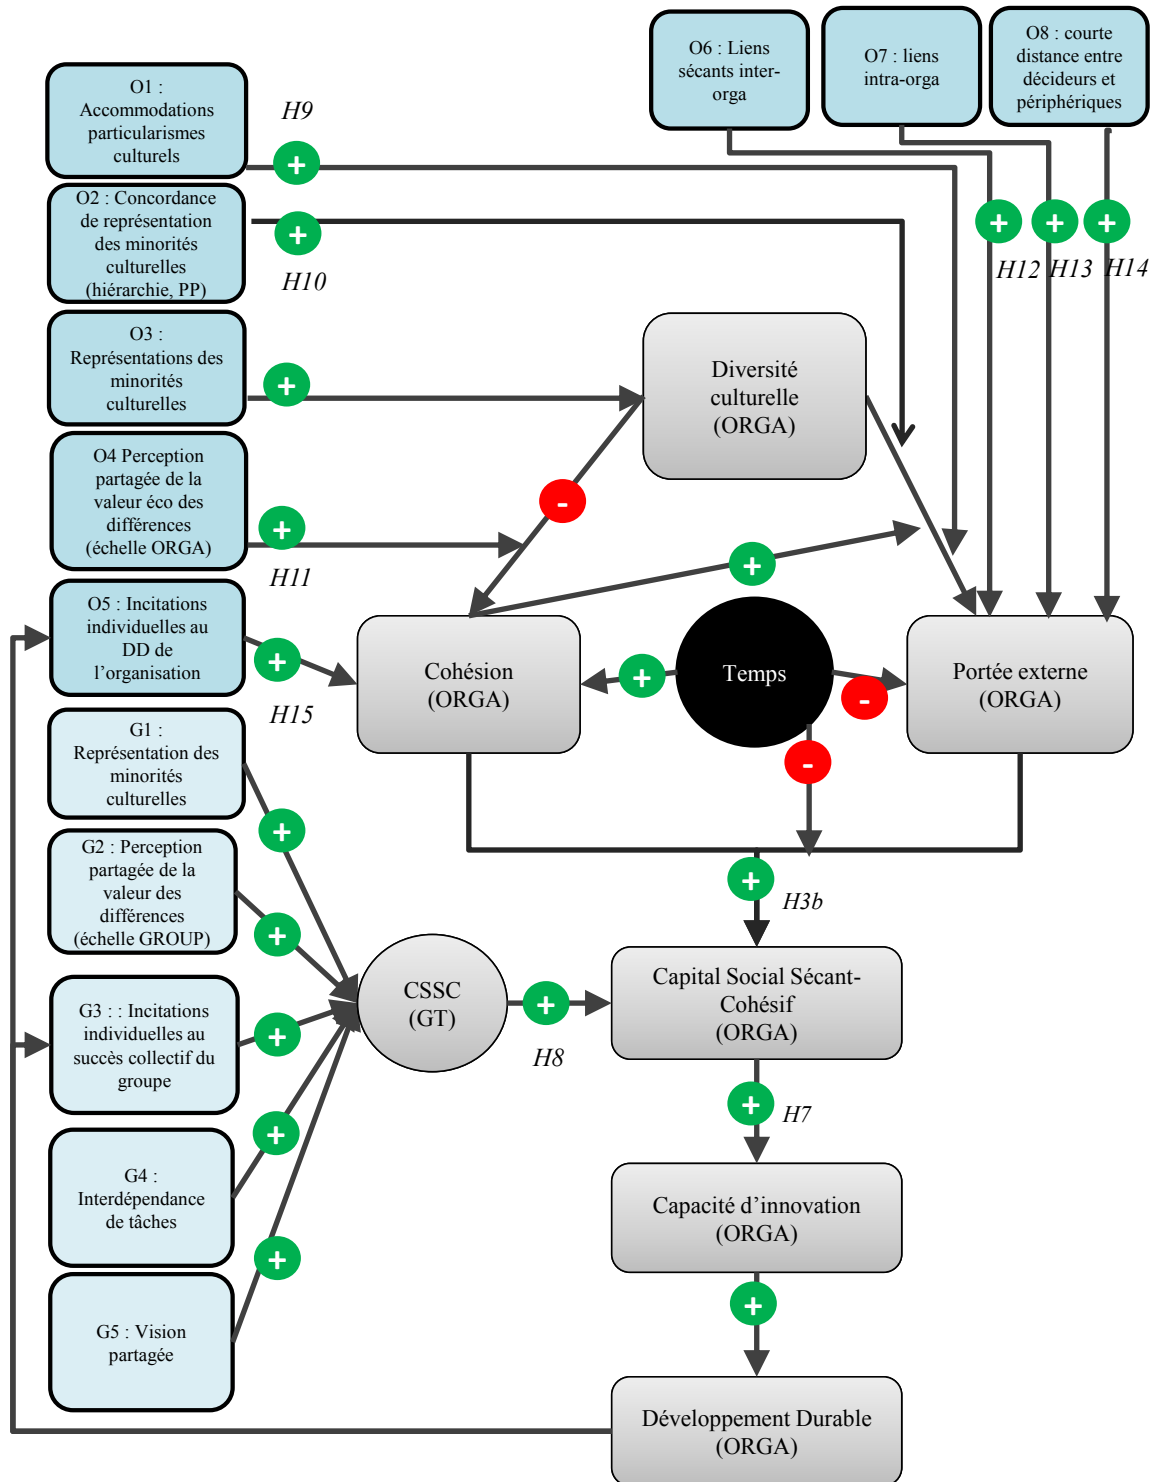 O6 : Liens
sécants inter-
orga
O7 : liens
intra-orga
O8 : courte
distance entre
décideurs et
périphériques
O1 :
Accommodations
particularismes
culturels
H9
+
O2 : Concordance
de représentation
des minorités
culturelles
(hiérarchie, PP)
+
H10
+
+
+
H12
H13
H14
O3 :
Représentations des
minorités
culturelles
+
Diversité
culturelle
(ORGA)
O4 Perception
partagée de la
valeur éco des
différences
(échelle ORGA)
+
H11
-
+
O5 : Incitations
individuelles au
DD de
l’organisation
+
H15
Cohésion
(ORGA)
+
Temps
-
-
Portée externe
(ORGA)
G1 :
Représentation des
minorités
culturelles
+
G2 : Perception
partagée de la
valeur des
différences
(échelle GROUP)
+
+
H3b
G3 : : Incitations
individuelles au
succès collectif du
groupe
+
CSSC
(GT)
+
H8
Capital Social Sécant-
Cohésif
(ORGA)
+
H7
G4 :
Interdépendance
de tâches
+
Capacité d’innovation
(ORGA)
+
G5 : Vision
partagée
+
Développement Durable
(ORGA)